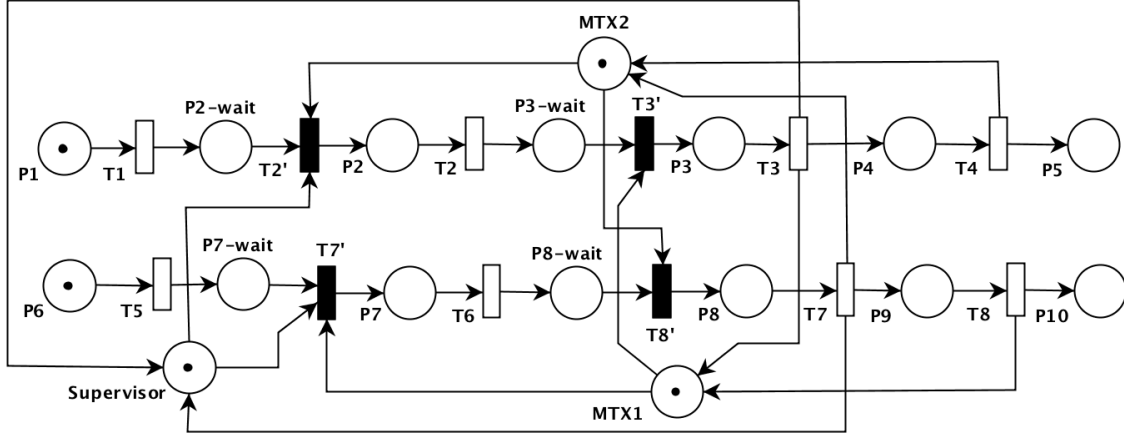 MTX2
P2-wait
P3-wait
T3'
P1
T1
T2'
P2
T2
P3
T3
P4
T4
P5
P7-wait
T7'
P8-wait
P6
T5
P7
T6
T8'
P8
T7
P9
T8
P10
Supervisor
MTX1